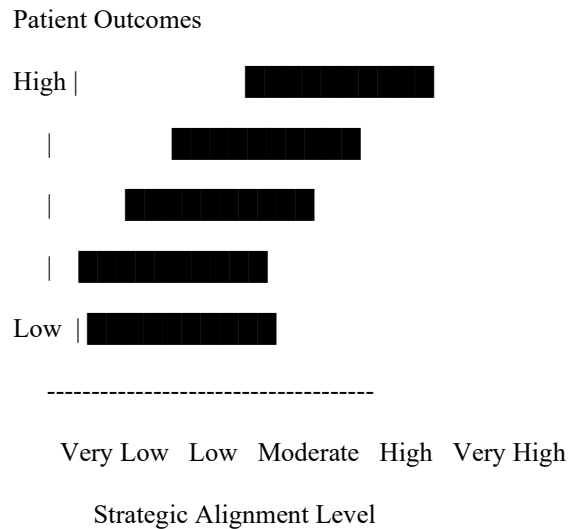 Patient Outcomes
High | ██████████
| ██████████
| ██████████
| ██████████
Low | ██████████
-------------------------------------
Very Low Low Moderate High Very High
Strategic Alignment Level